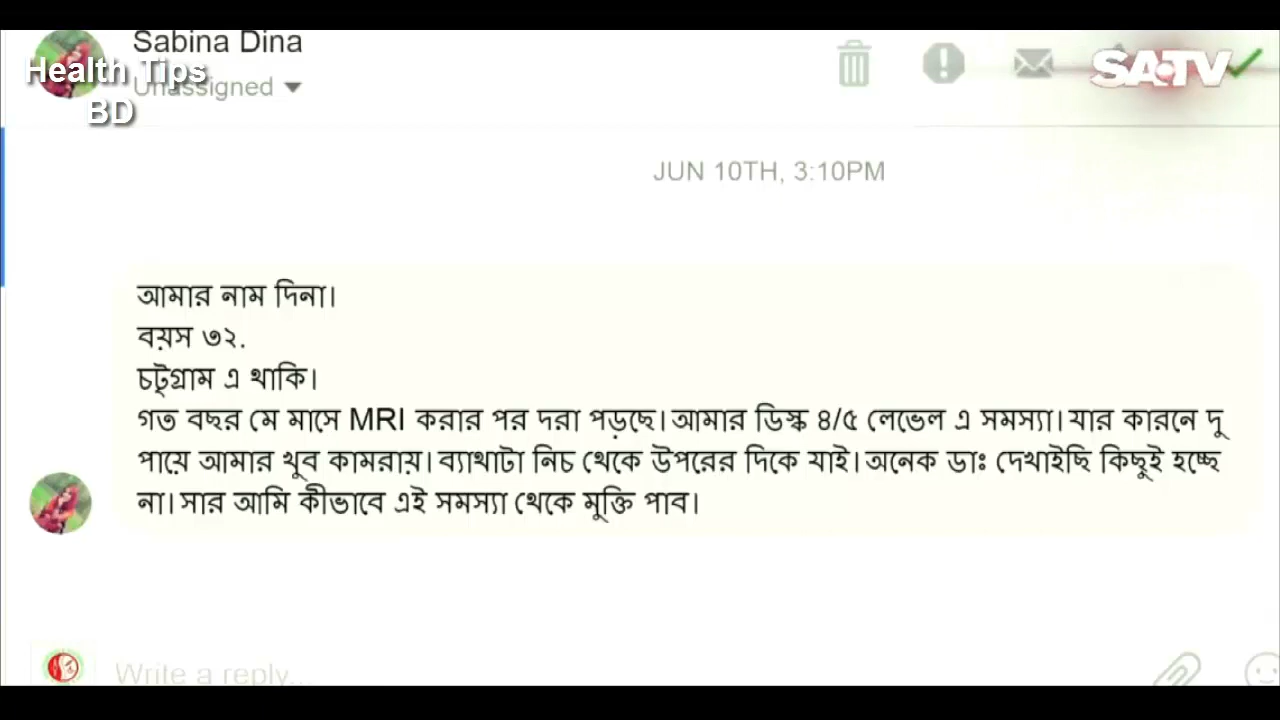 Sabina Dina
Health Tips
BD
Unassigned
SATV
JUN 10TH, 3:10PM
আমার নাম দিনা।
বয়স ৩২.
চট্টগ্রাম এ থাকি।
গত বছর মে মাসে MRI করার পর দরা পড়ছে। আমার ডিস্ক ৪/৫ লেভেল এ সমস্যা। যার কারনে দু
পায়ে আমার খুব কামরায়। ব্যাথাটা নিচ থেকে উপরের দিকে যাই। অনেক ডাঃ দেখাইছি কিছুই হচ্ছে
না। সার আমি কীভাবে এই সমস্যা থেকে মুক্তি পাব।
Write a reply...